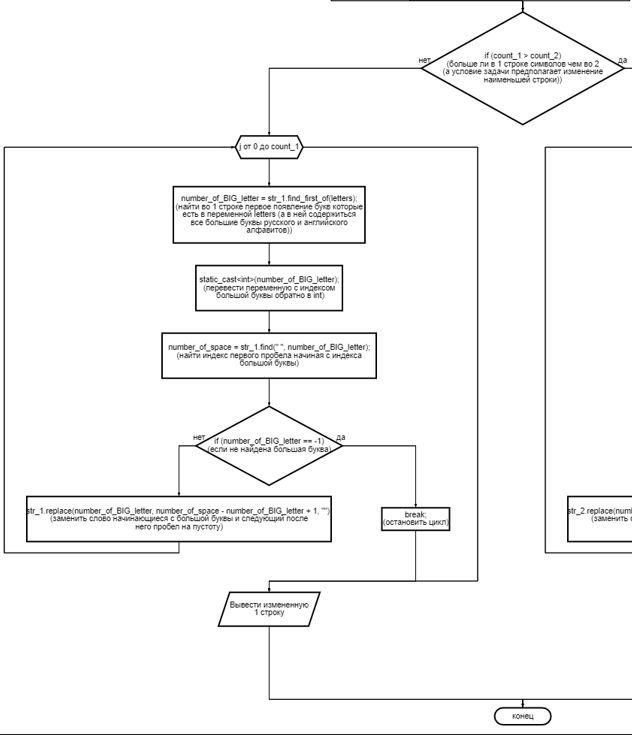 if (count_1 > count_2)
(больше ли в 1 строке символов чем во 2
(а условие задачи предполагает изменение
наименьшей строки))
нет
да
j от 0 до count_1
number_of_BIG_letter = str_1.find_first_of(letters);
(найти во 1 строке первое появление букв которые
есть в переменной letters (а в ней содержиться
все большие буквы русского и английского
алфавитов))
static_cast<int>(number_of_BIG_letter);
(перевести переменную с индексом
большой буквы обратно в int)
number_of_space = str_1.find(" ", number_of_BIG_letter);
(найти индекс первого пробела начиная с индекса
большой буквы)
нет
if (number_of_BIG_letter == -1)
(если не найдена большая буква)
да
str_1.replace(number_of_BIG_letter, number_of_space - number_of_BIG_letter + 1, "")
(заменить слово начинающиеся с большой буквы и следующий после
него пробел на пустоту)
break;
(остановить цикл)
str_2.replace(num
(заменить
Вывести измененную
1 строку
конец